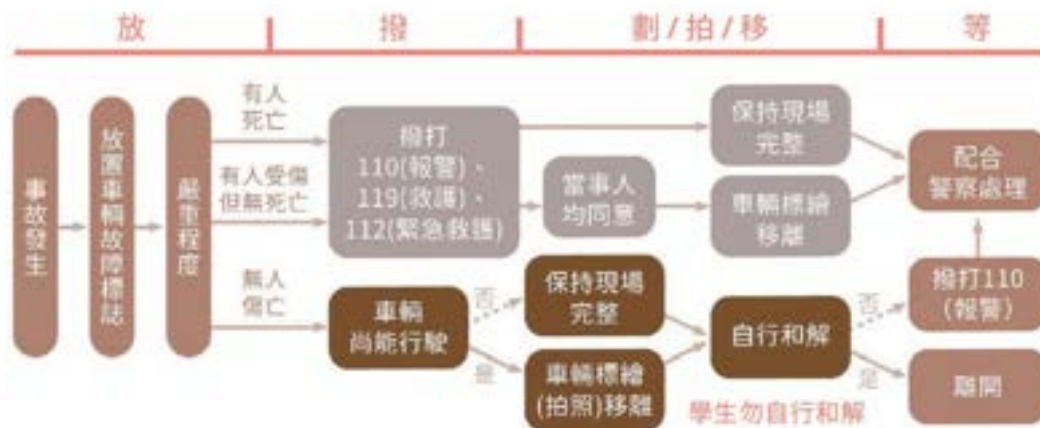 放
撥
劃 / 拍 / 移
等
事故發生
放置車輛故障標誌
嚴重程度
有人
死亡
有人受傷
但無死亡
無人
傷亡
撥打
110(報警)、
119(救護)、
112(緊急救護)
當事人
均同意
保持現場
完整
車輛標繪
移離
配合
警察處理
車輛
尚能行駛
否
是
保持現場
完整
車輛標繪
(拍照)移離
自行和解
否
是
撥打110
(報警)
離開
學生勿自行和解